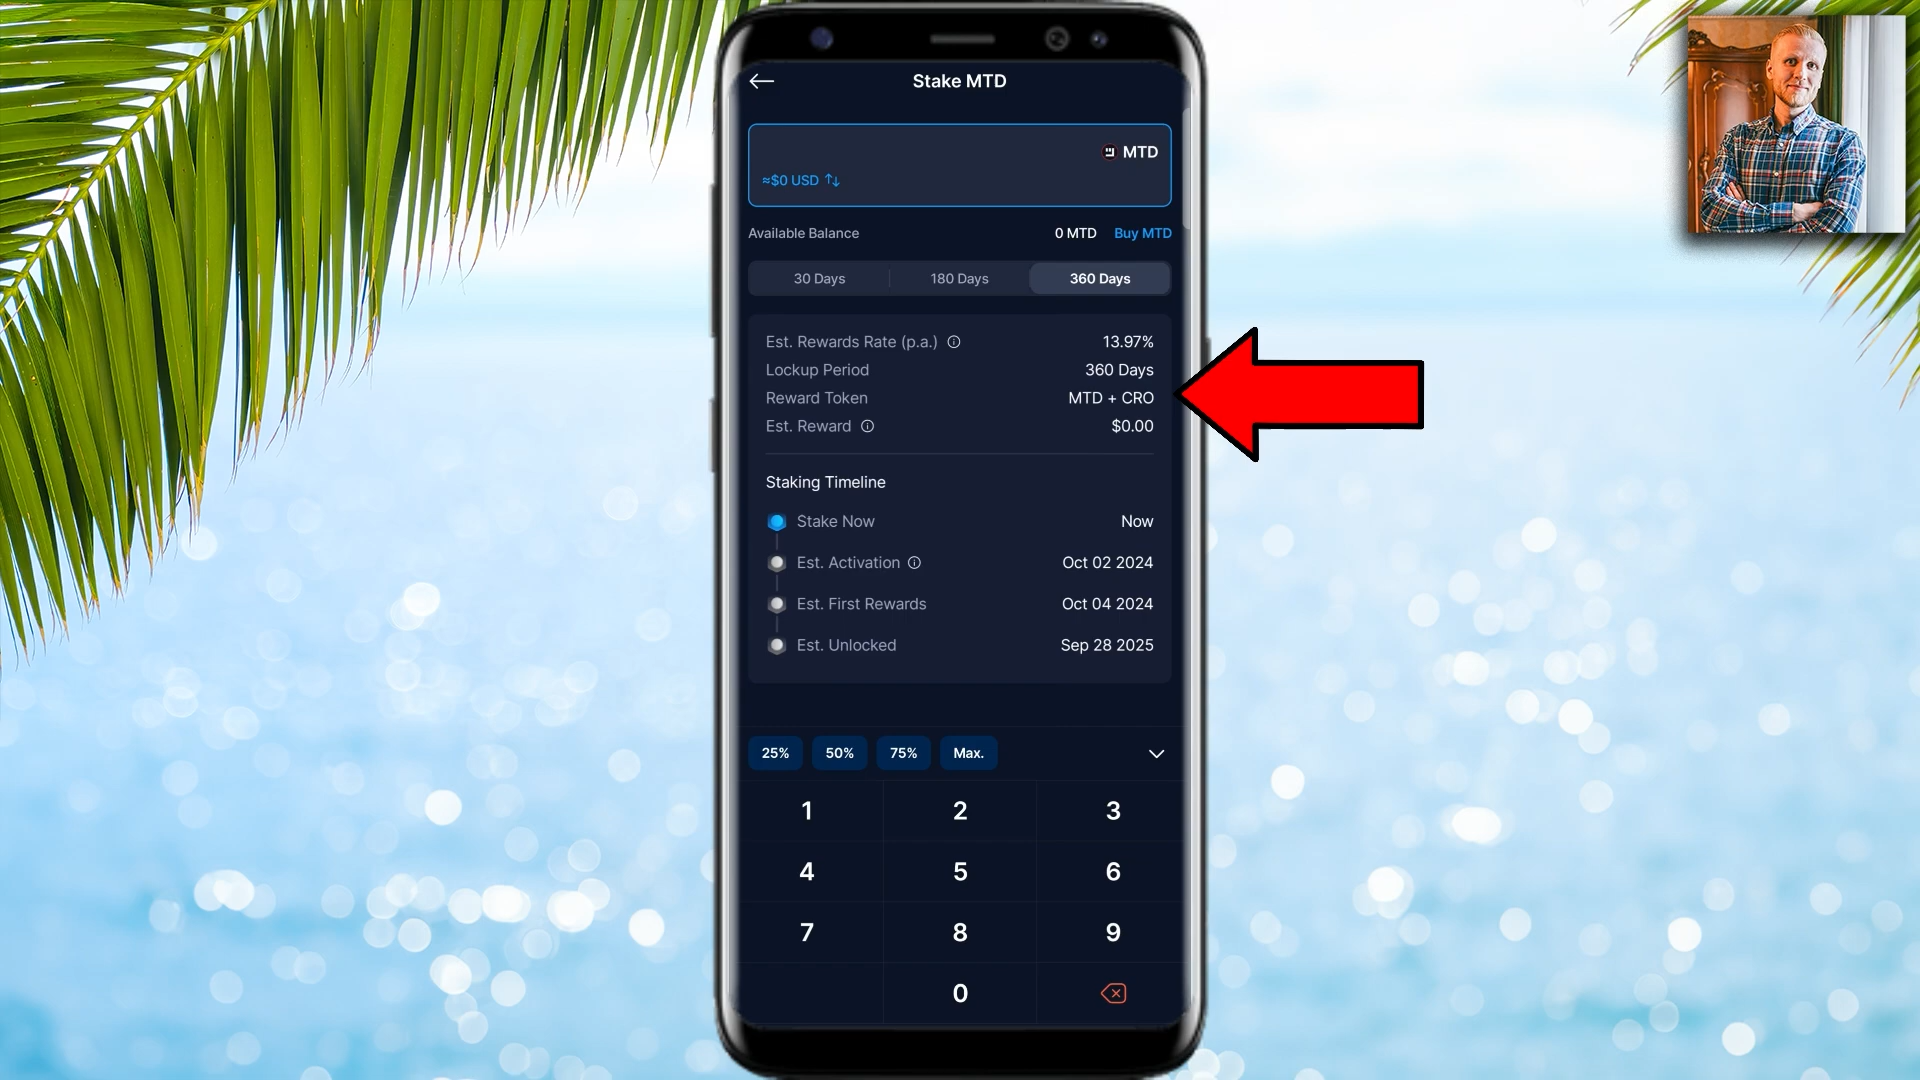 Stake MTD
MTD
≈$0 USD
Available Balance 0 MTD Buy MTD
30 Days 180 Days 360 Days
Est. Rewards Rate (p.a.) 13.97%
Lockup Period 360 Days
Reward Token MTD + CRO
Est. Reward $0.00
Staking Timeline
Stake Now Now
Est. Activation Oct 02 2024
Est. First Rewards Oct 04 2024
Est. Unlocked Sep 28 2025
25% 50% 75% Max.
1 2 3
4 5 6
7 8 9
0